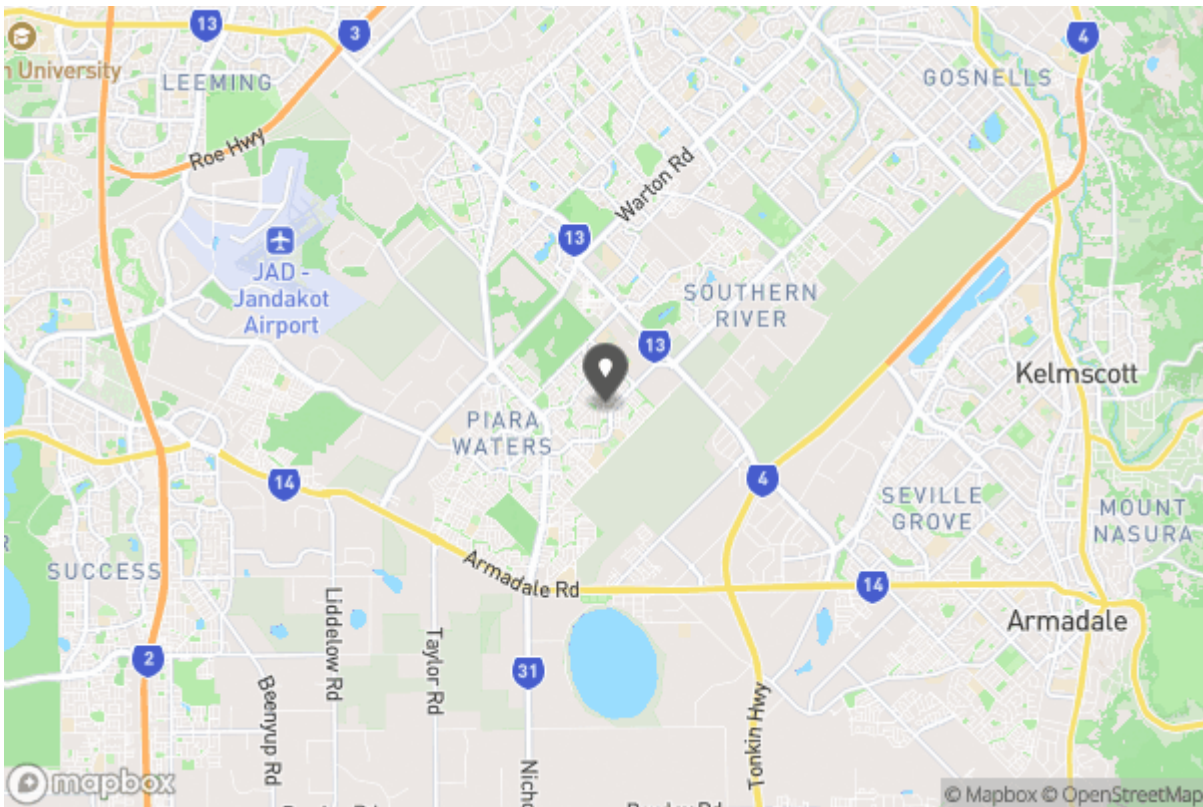 13
3
4
n University
LEEMING
GOSNELLS
Roe Hwy
Warton Rd
13
JAD -
Jandakot
Airport
SOUTHERN
RIVER
13
Kelmscott
PIARA
WATERS
14
4
SEVILLE
GROVE
MOUNT
NASURA
R
SUCCESS
Armadale Rd
14
Liddelow Rd
Taylor Rd
Armadale
2
31
Beenyup Rd
Tonkin Hwy
Nicho
mapbox
© Mapbox © OpenStreetMap